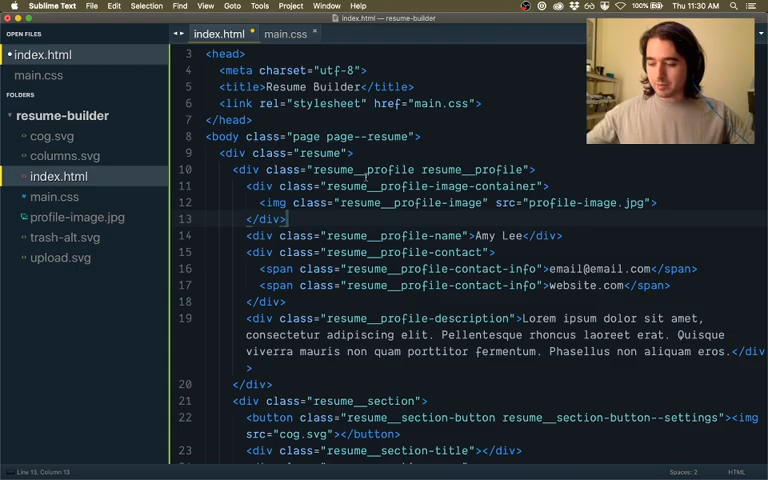 Sublime Text File Edit Selection Find View Goto Tools Project Window Help 100% Thu 11:30 AM
index.html — resume-builder
OPEN FILES
index.html
main.css
FOLDERS
resume-builder
cog.svg
columns.svg
index.html
main.css
profile-image.jpg
trash-alt.svg
upload.svg
index.html main.css
3 <head>
4 <meta charset="utf-8">
5 <title>Resume Builder</title>
6 <link rel="stylesheet" href="main.css">
7 </head>
8 <body class="page page--resume">
9 <div class="resume">
10 <div class="resume__profile resume__profile">
11 <div class="resume__profile-image-container">
12 <img class="resume__profile-image" src="profile-image.jpg">
13 </div>
14 <div class="resume__profile-name">Amy Lee</div>
15 <div class="resume__profile-contact">
16 <span class="resume__profile-contact-info">email@email.com</span>
17 <span class="resume__profile-contact-info">website.com</span>
18 </div>
19 <div class="resume__profile-description">Lorem ipsum dolor sit amet,
consectetur adipiscing elit. Pellentesque rhoncus laoreet erat. Quisque
viverra mauris non quam porttitor fermentum. Phasellus non aliquam eros.</div
>
20 </div>
21 <div class="resume__section">
22 <button class="resume__section-button resume__section-button--settings"><img
src="cog.svg"></button>
23 <div class="resume__section-title"></div>
Line 13, Column 13 Spaces: 2 HTML